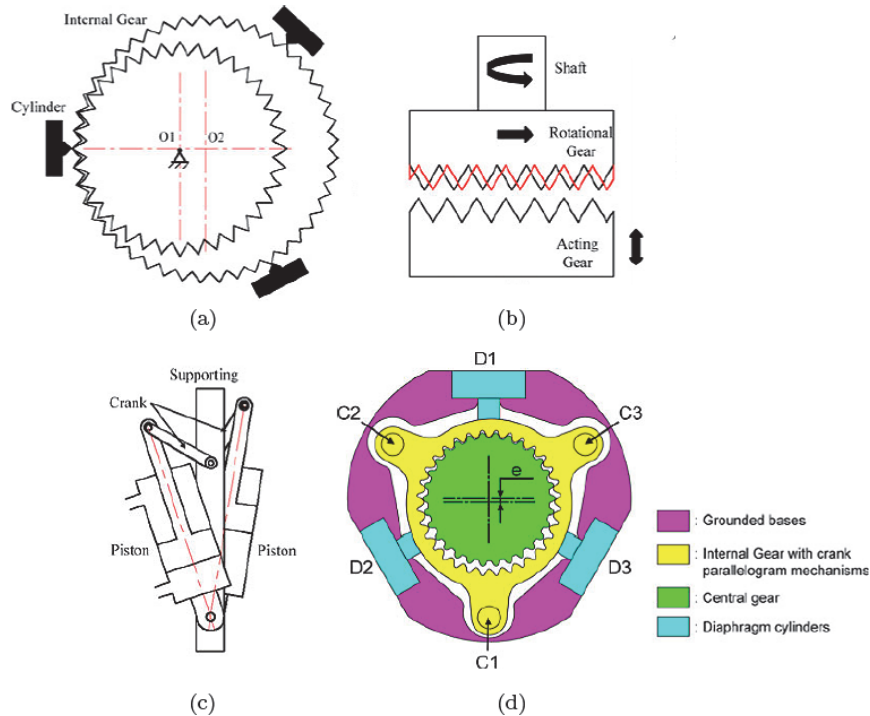 Internal Gear
Cylinder
O1
O2
(a)
Shaft
Rotational
Gear
Acting
Gear
(b)
Supporting
Crank
Piston
Piston
(c)
D1
C2
C3
e
D2
D3
C1
(d)
: Grounded bases
: Internal Gear with crank
parallelogram mechanisms
: Central gear
: Diaphragm cylinders